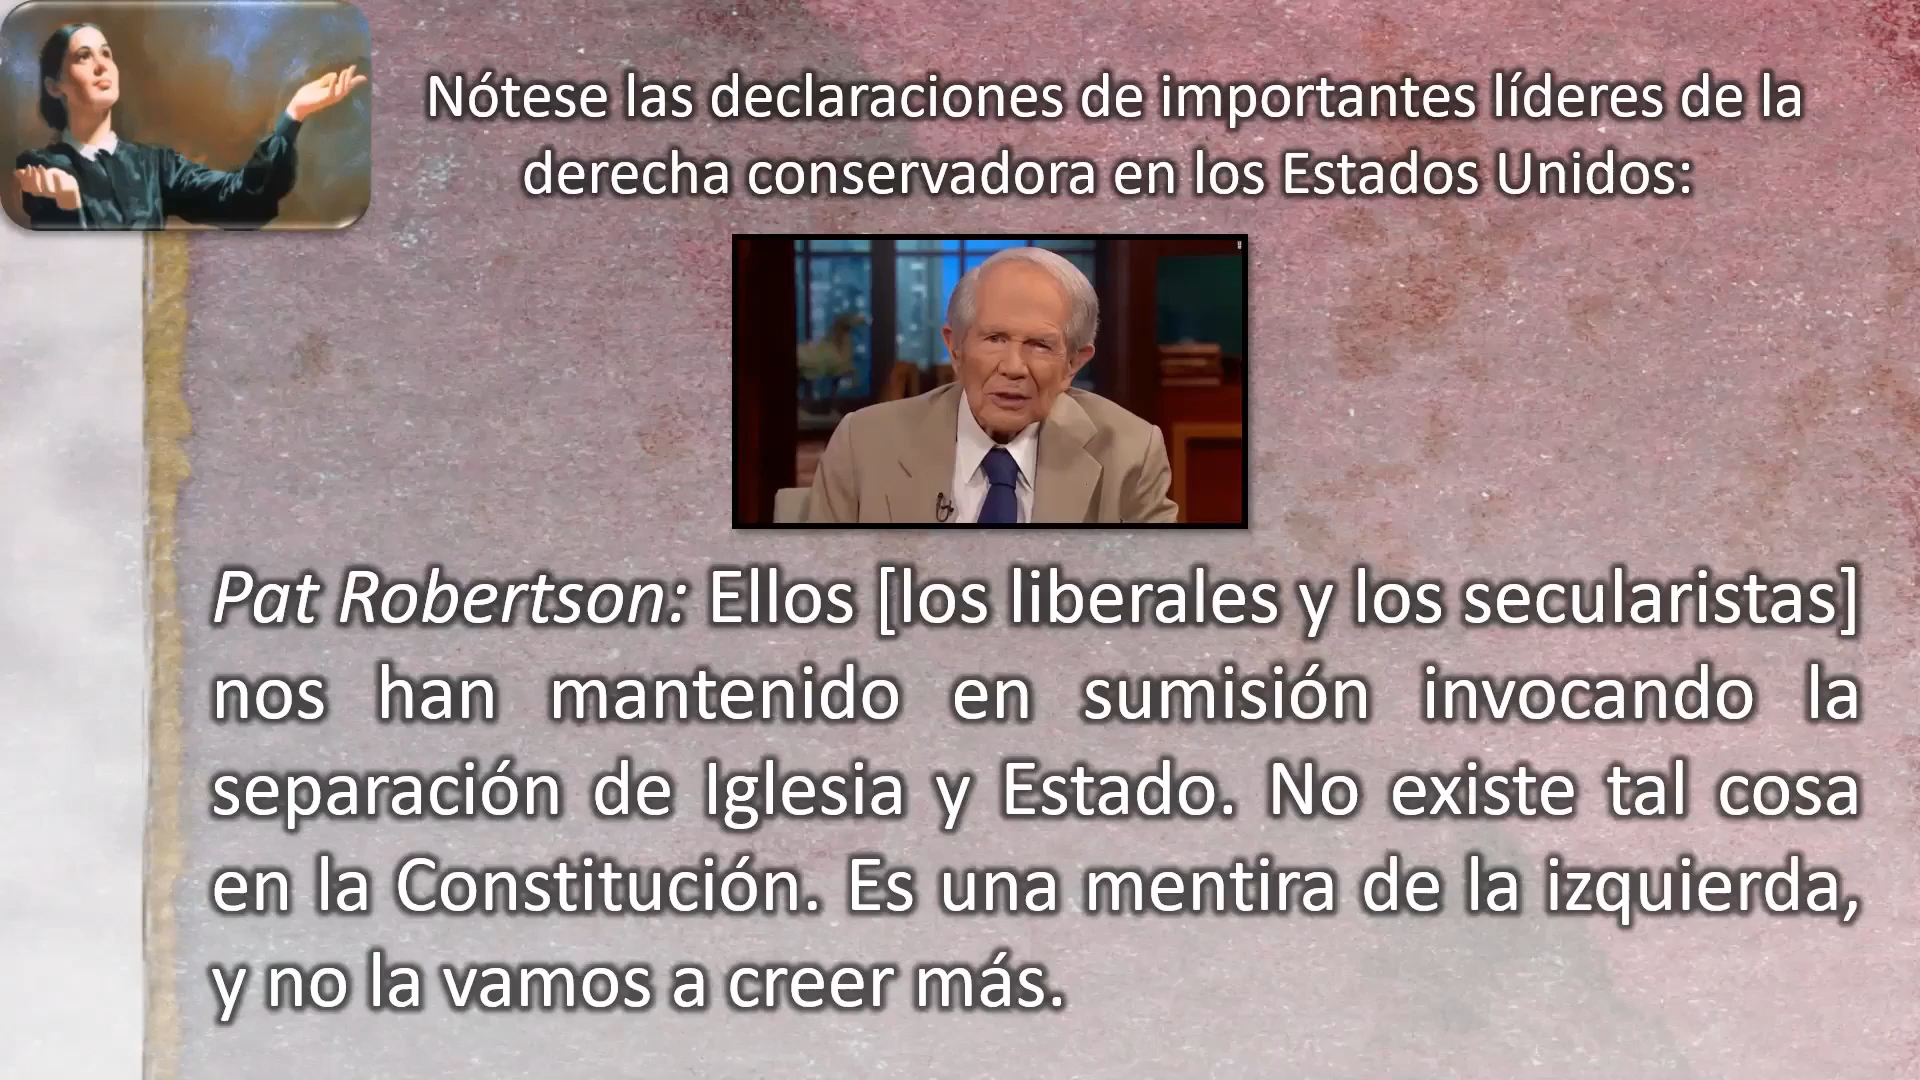 Nótese las declaraciones de importantes líderes de la
derecha conservadora en los Estados Unidos:
Pat Robertson: Ellos [los liberales y los secularistas]
nos han mantenido en sumisión invocando la
separación de Iglesia y Estado. No existe tal cosa
en la Constitución. Es una mentira de la izquierda,
y no la vamos a creer más.